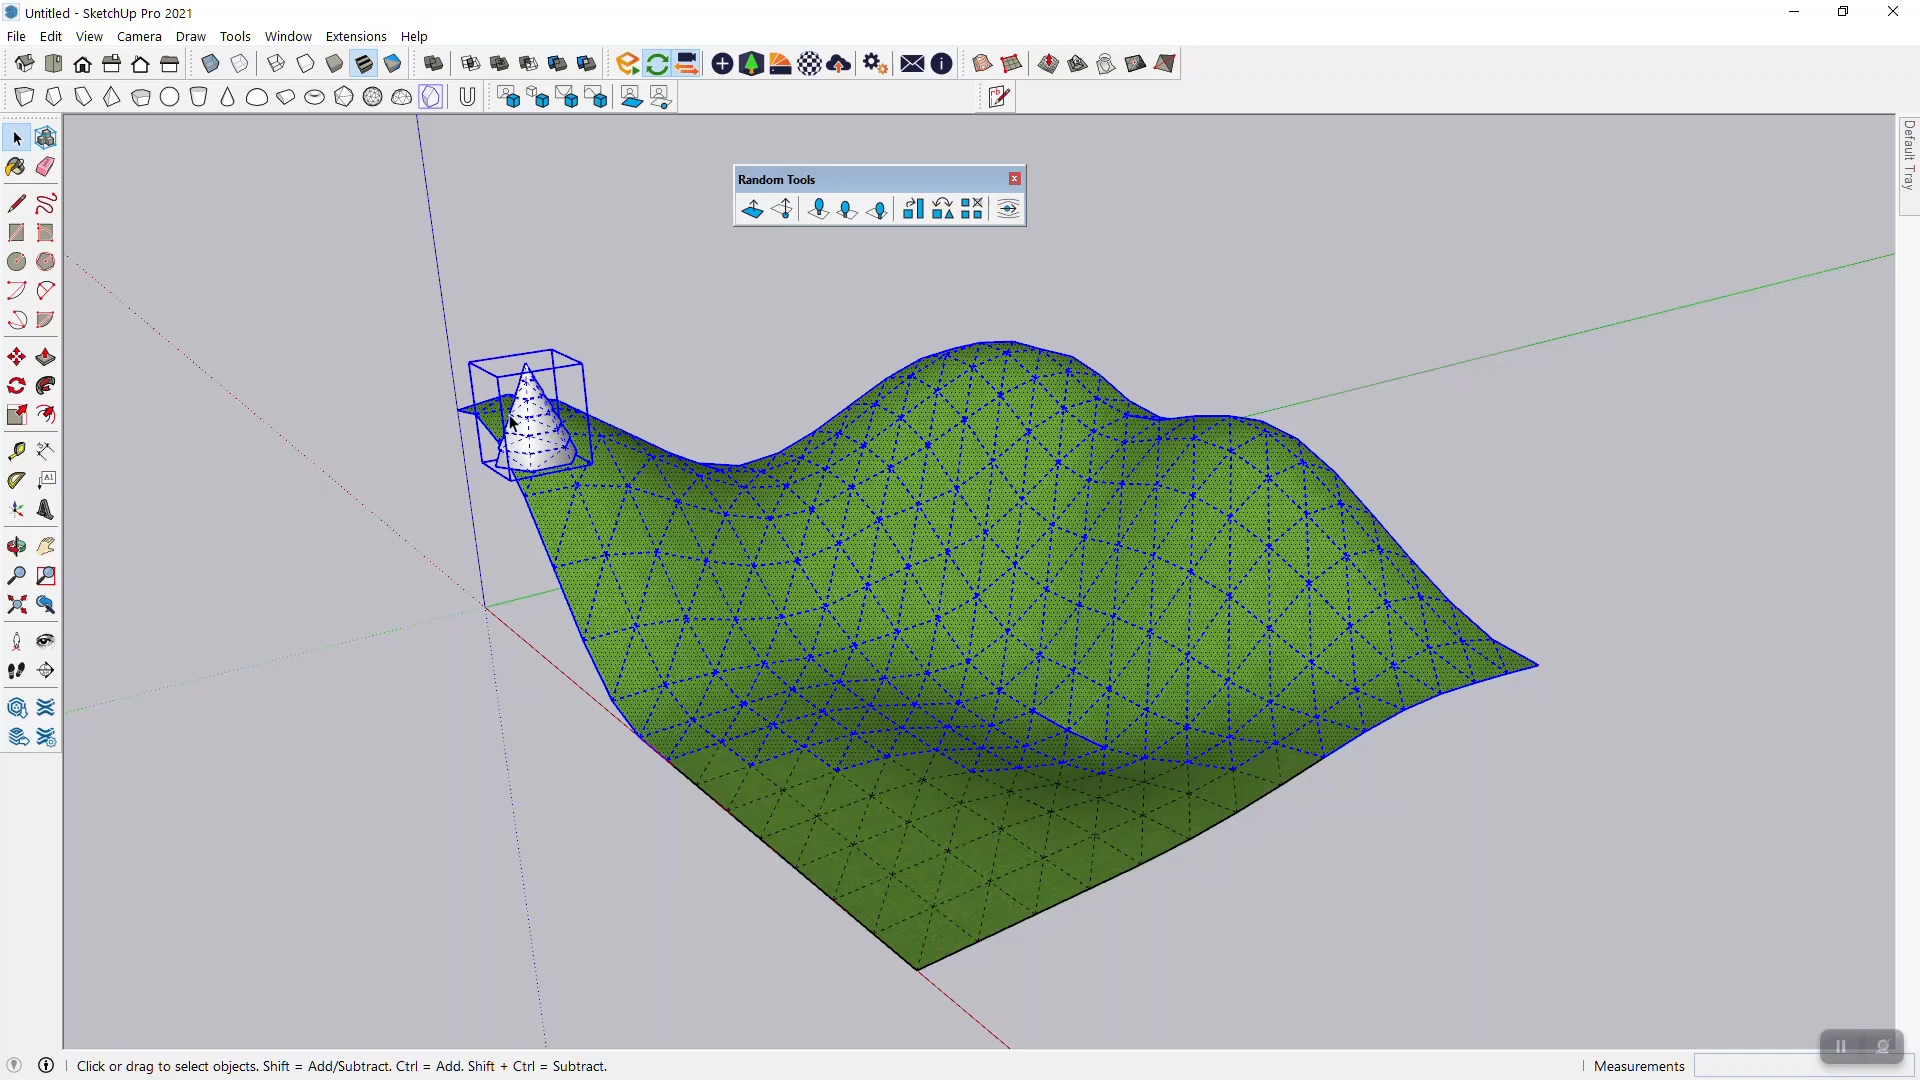 Untitled - SketchUp Pro 2021
File Edit View Camera Draw Tools Window Extensions Help
Default Tray
Random Tools
Click or drag to select objects. Shift = Add/Subtract. Ctrl = Add. Shift + Ctrl = Subtract.
Measurements